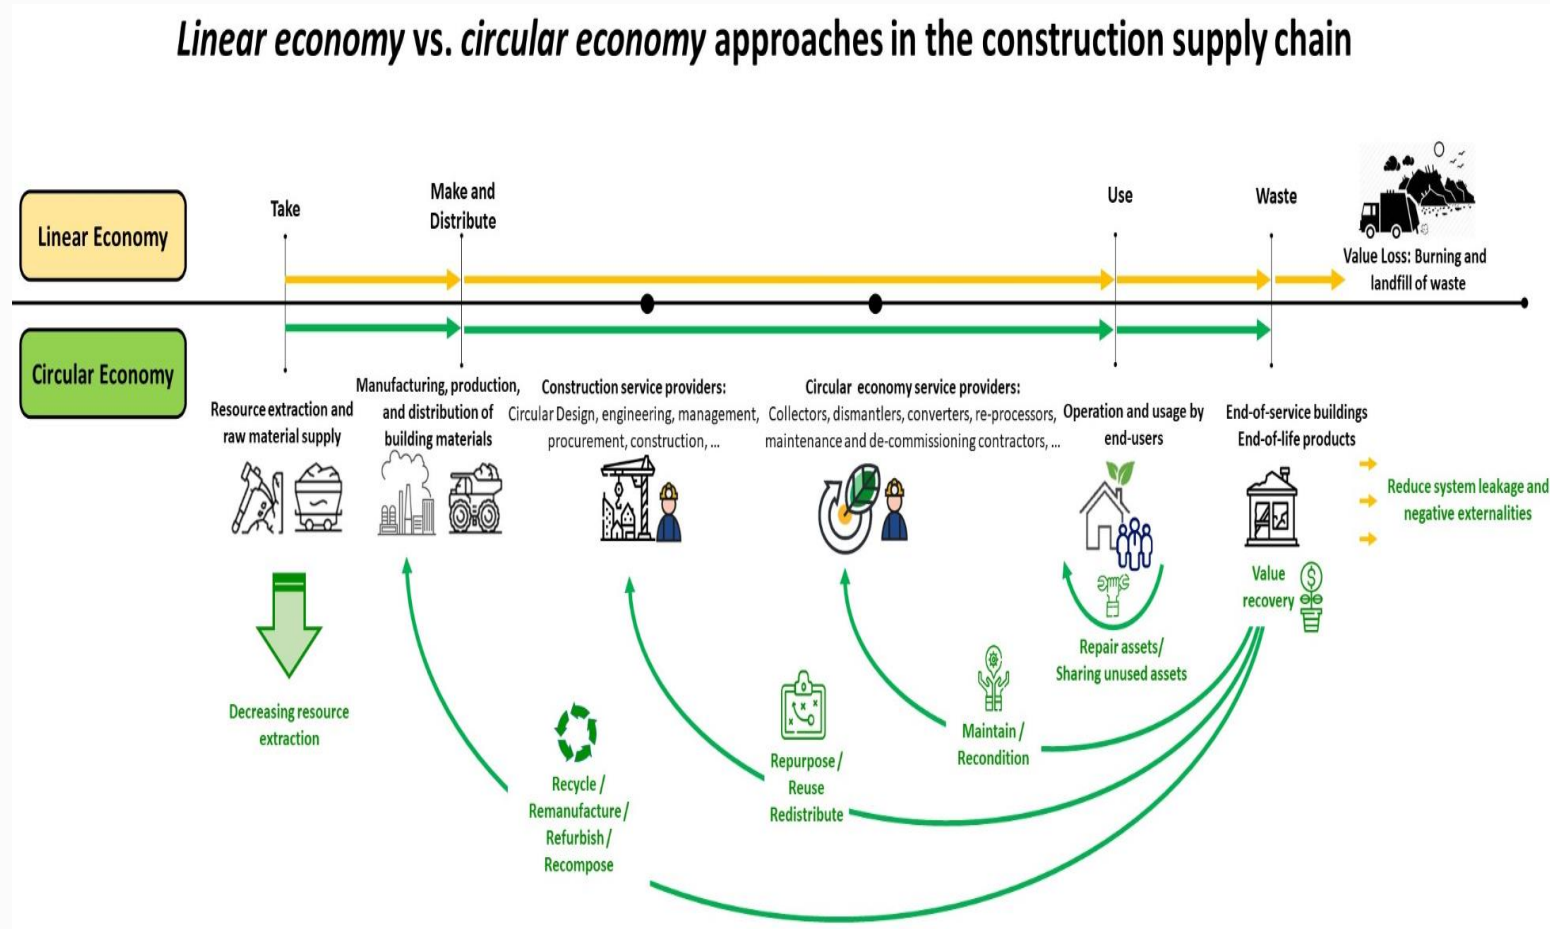 Linear economy vs. circular economy approaches in the construction supply chain
Linear Economy
Take
Make and
Distribute
Use
Waste
Value Loss: Burning and
landfill of waste
Circular Economy
Resource extraction and
raw material supply
Manufacturing, production,
and distribution of
building materials
Construction service providers:
Circular Design, engineering, management,
procurement, construction, ...
Circular economy service providers:
Collectors, dismantlers, converters, re-processors,
maintenance and de-commissioning contractors, ...
Operation and usage by
end-users
End-of-service buildings
End-of-life products
Reduce system leakage and
negative externalities
Value
recovery
$
Repair assets/
Sharing unused assets
Maintain /
Recondition
Repurpose/
Reuse
Redistribute
Recycle /
Remanufacture/
Refurbish/
Recompose
Decreasing resource
extraction